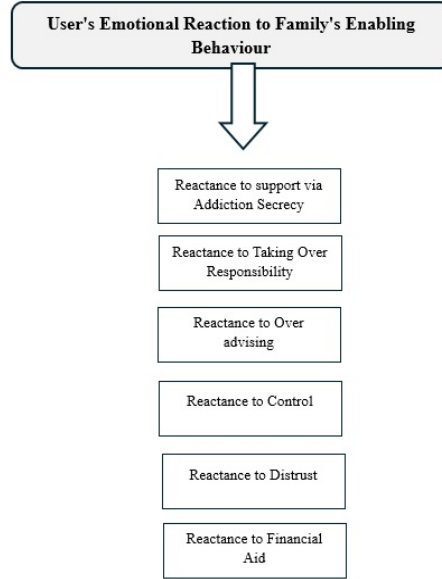 User's Emotional Reaction to Family's Enabling
Behaviour
Reactance to support via
Addiction Secrecy
Reactance to Taking Over
Responsibility
Reactance to Over
advising
Reactance to Control
Reactance to Distrust
Reactance to Financial
Aid